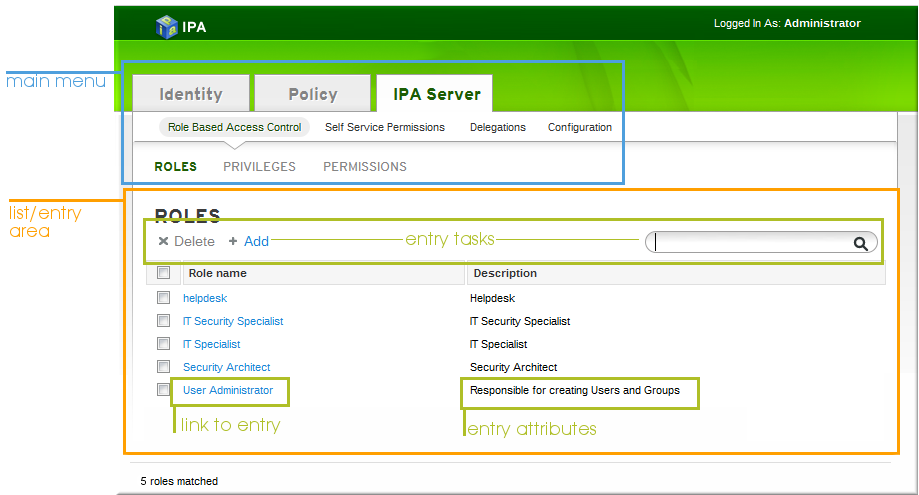 IPA
Logged In As: Administrator
main menu
Identity Policy IPA Server
Role Based Access Control Self Service Permissions Delegations Configuration
ROLES PRIVILEGES PERMISSIONS
list/entry
area
ROLES
Delete Add entry tasks
Role name Description
helpdesk Helpdesk
IT Security Specialist IT Security Specialist
IT Specialist IT Specialist
Security Architect Security Architect
User Administrator Responsible for creating Users and Groups
link to entry entry attributes
5 roles matched